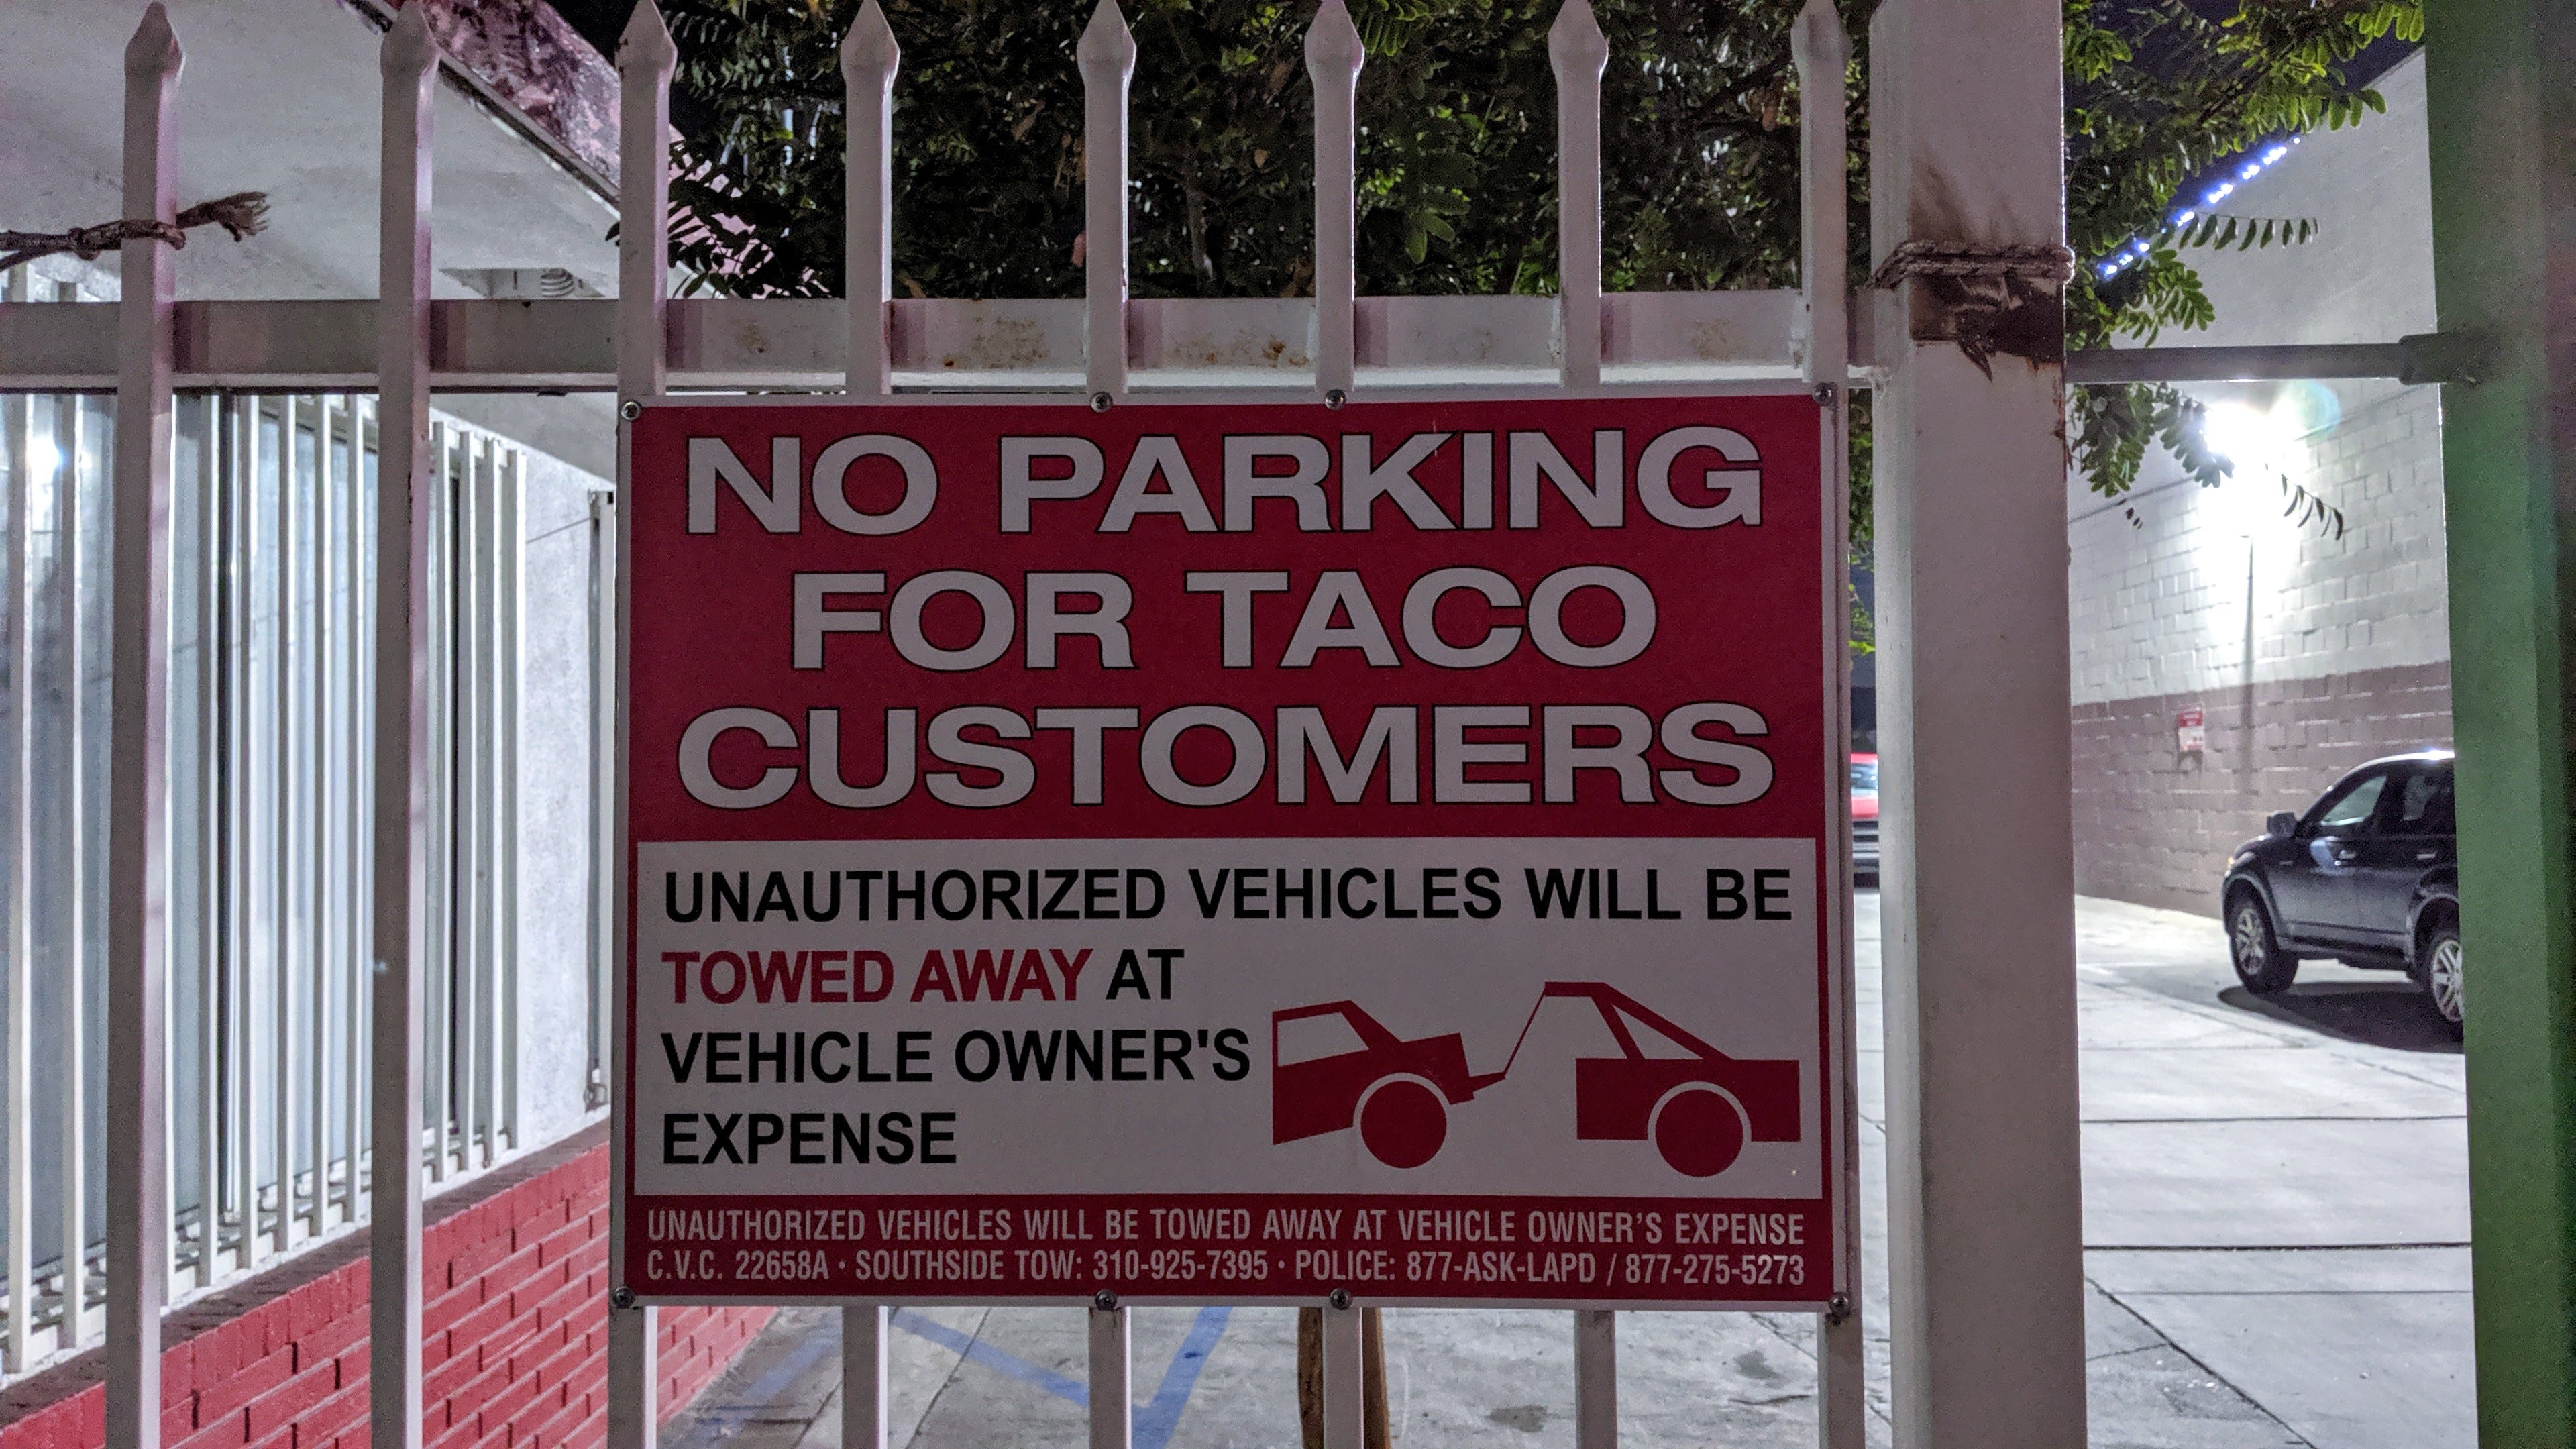 NO PARKING
FOR TACO
CUSTOMERS
UNAUTHORIZED VEHICLES WILL BE
TOWED AWAY AT
VEHICLE OWNER'S
EXPENSE
UNAUTHORIZED VEHICLES WILL BE TOWED AWAY AT VEHICLE OWNER'S EXPENSE
C.V.C. 22658A • SOUTHSIDE TOW: 310-925-7395 • POLICE: 877-ASK-LAPD / 877-275-5273